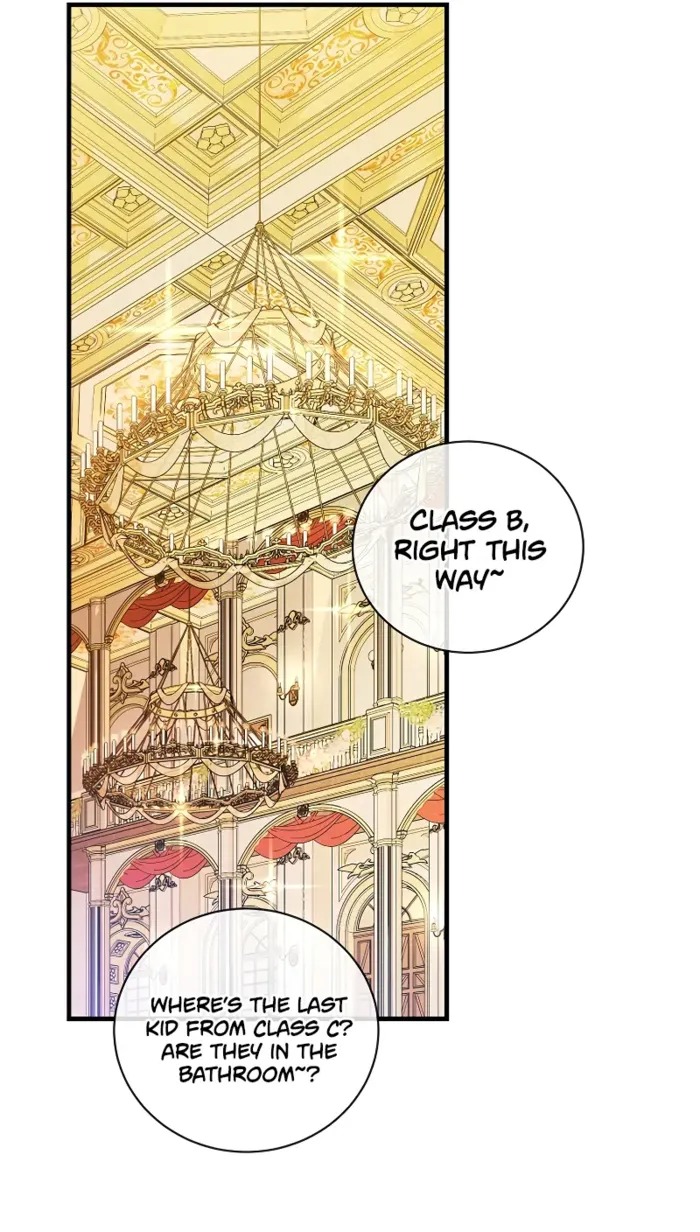 CLASS B,
RIGHT THIS
WAY~
WHERE'S THE LAST
KID FROM CLASS C?
ARE THEY IN THE
BATHROOM~?